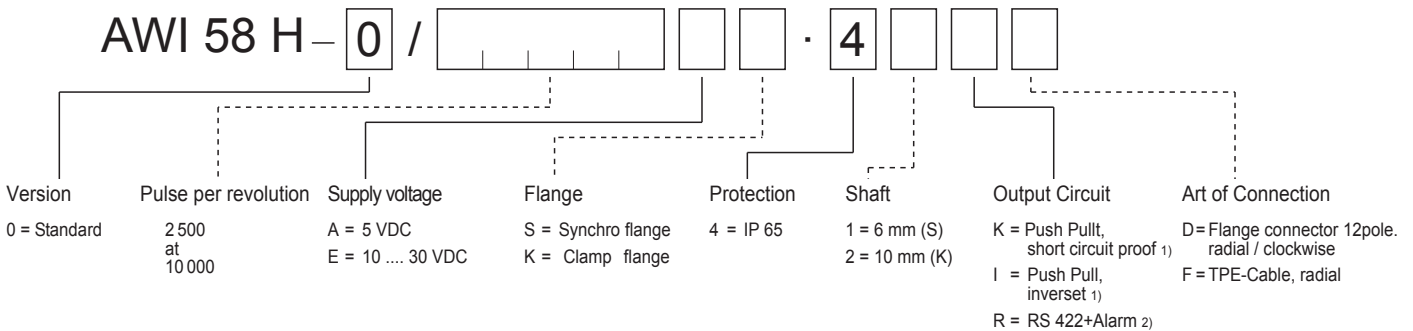 AWI 58 H – 0 / · 4
Version
0 = Standard
Pulse per revolution
2 500
at
10 000
Supply voltage
A = 5 VDC
E = 10 .... 30 VDC
Flange
S = Synchro flange
K = Clamp flange
Protection
4 = IP 65
Shaft
1 = 6 mm (S)
2 = 10 mm (K)
Output Circuit
K = Push Pullt,
short circuit proof 1)
I = Push Pull,
inverset 1)
R = RS 422+Alarm 2)
Art of Connection
D = Flange connector 12pole.
radial / clockwise
F = TPE-Cable, radial